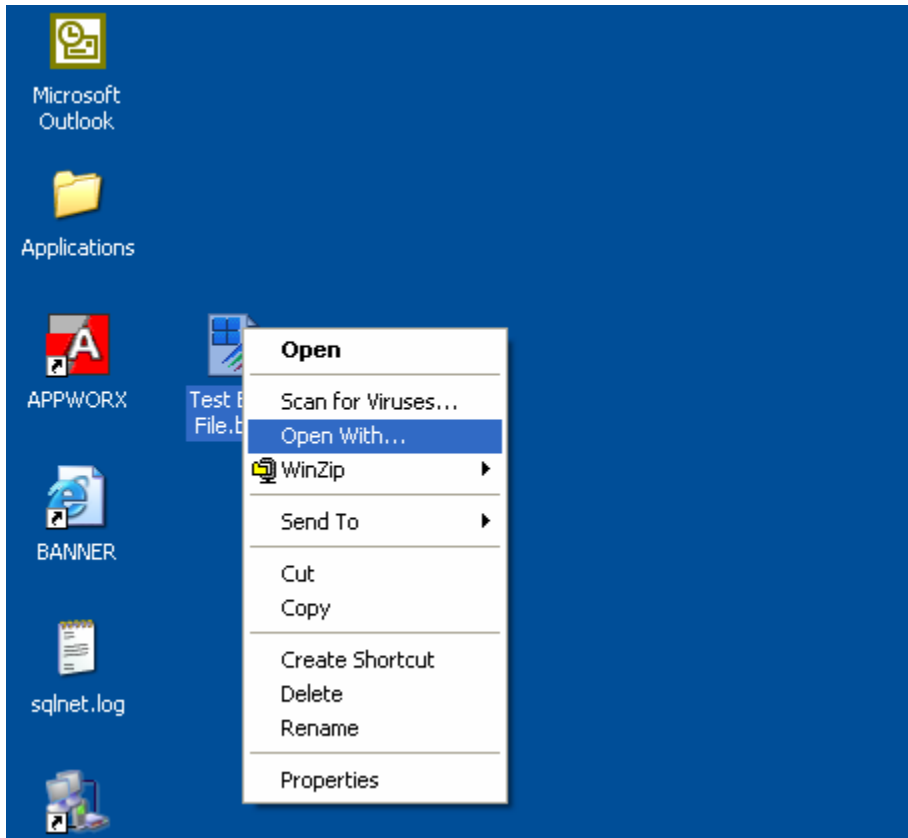 Microsoft
Outlook
Applications
APPWORX
Test
File.
BANNER
sqlnet.log
Open
Scan for Viruses...
Open With...
WinZip
Send To
Cut
Copy
Create Shortcut
Delete
Rename
Properties